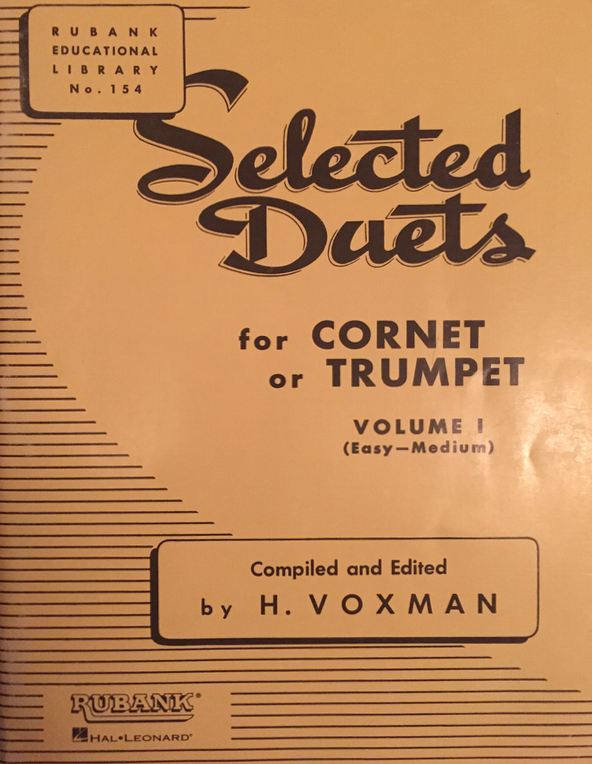 RUBANK
EDUCATIONAL
LIBRARY
No. 154
Selected
Duets
for CORNET
or TRUMPET
VOLUME I
(Easy—Medium)
Compiled and Edited
by H. VOXMAN
RUBANK®
HAL•LEONARD®